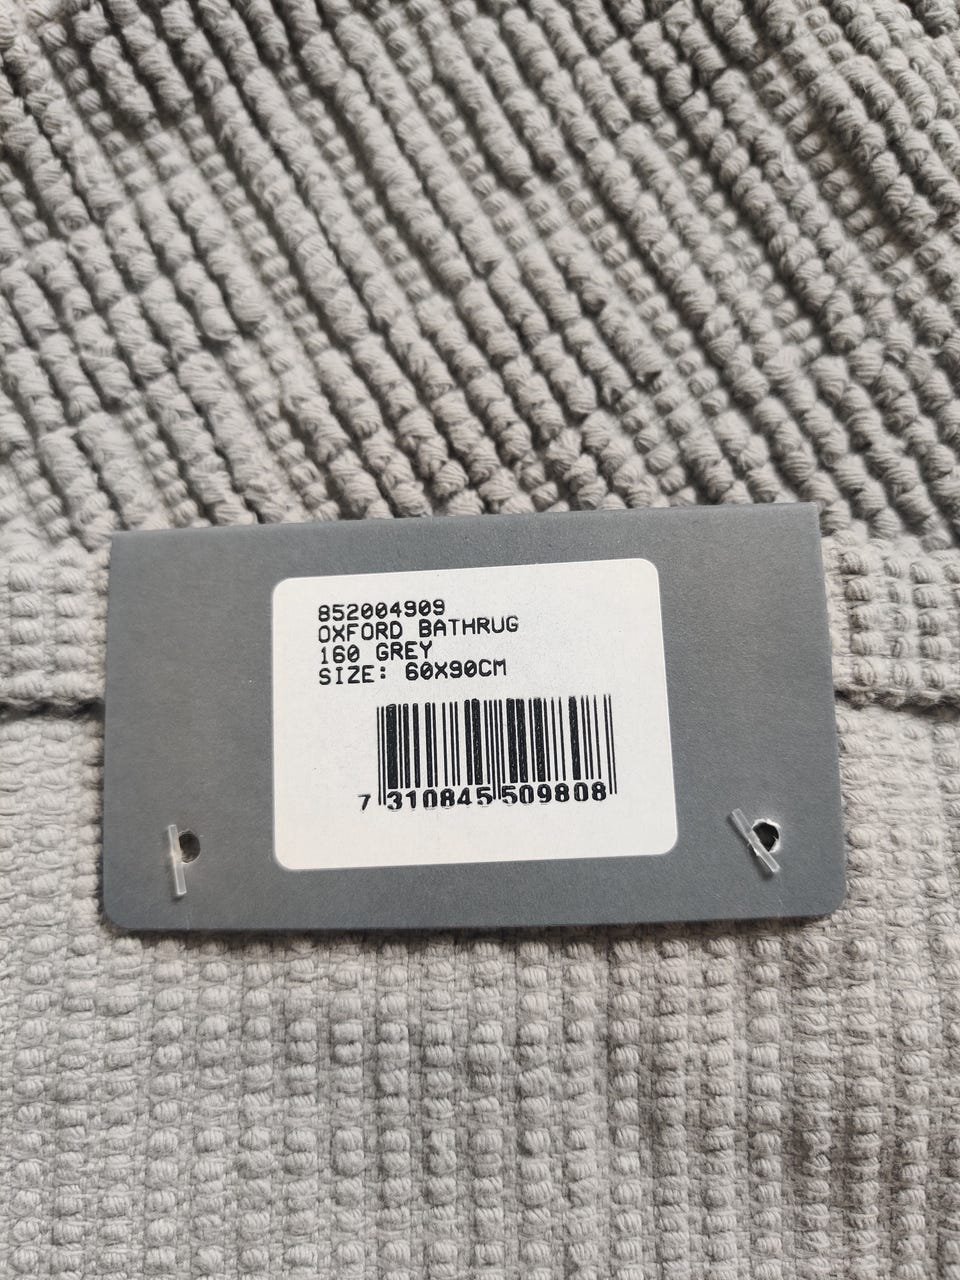 852004909
OXFORD BATHRUG
160 GREY
SIZE: 60X90CM
7 310845 509808